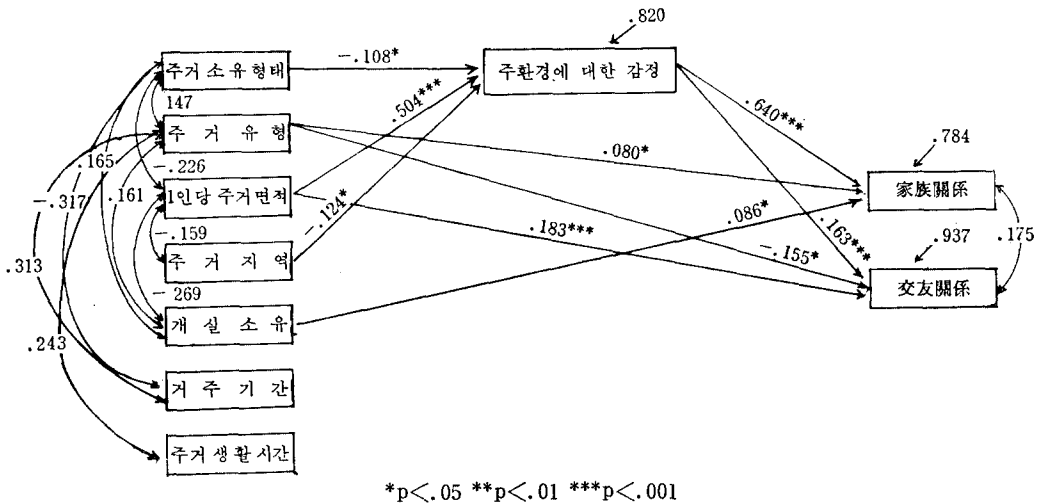 .820
주거소유형태
-.108*
주환경에 대한 감정
147
.504***
.640***
주거유형
.784
.165
.080*
-.226
.161
1인당 주거면적
家族關係
-.317
-.124*
.086*
-.159
.183***
.163***
.937
.175
주거지역
-.155*
.313
-269
交友關係
개실소유
.243
거주기간
주거생활시간
*p<.05 **p<.01 ***p<.001